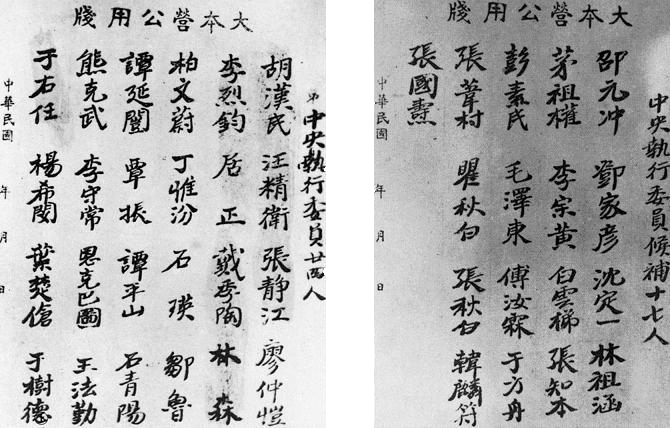 大本營公用牋
中央執行委員廿四人
胡漢民 汪精衛 張靜江 廖仲愷
李烈鈞 居正 戴季陶 林森
柏文蔚 丁惟汾 石瑛 鄒魯
譚延闓 覃振 譚平山 石青陽
熊克武 李守常 恩克巴圖 王法勤
于右任 楊希閔 葉楚傖 于樹德
中華民國 年 月 日
大本營公用牋
中央執行委員候補十七人
邵元冲 鄧家彥 沈定一 林祖涵
茅祖權 李宗黃 白雲梯 張知本
彭素民 毛澤東 傅汝霖 于方舟
張葦村 瞿秋白 張秋白 韓麟符
張國燾
中華民國 年 月 日